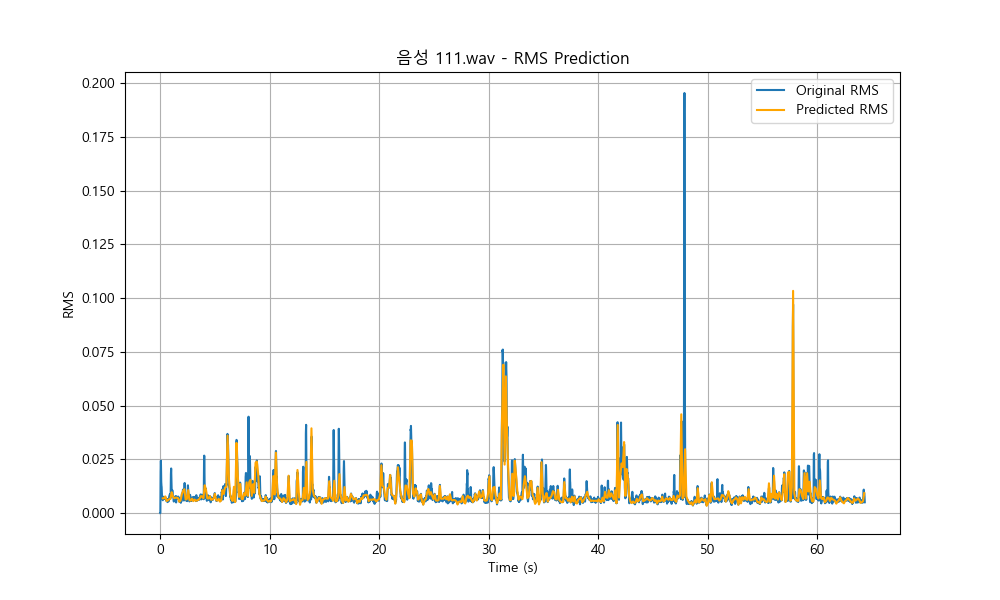 음성 111.wav - RMS Prediction
Original RMS
Predicted RMS
0.200
0.175
0.150
0.125
0.100
0.075
0.050
0.025
0.000
RMS
0 10 20 30 40 50 60
Time (s)